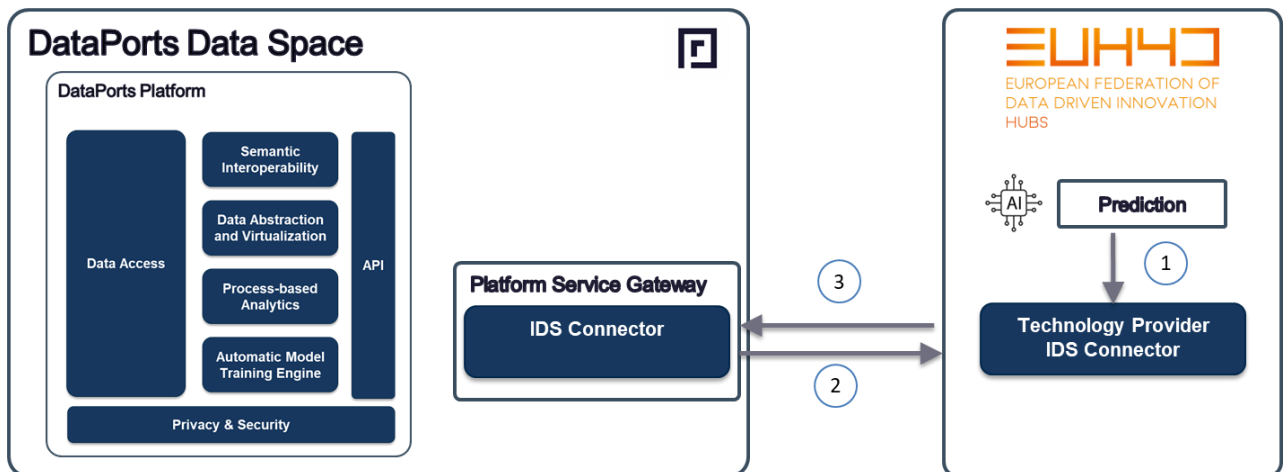 DataPorts Data Space
DataPorts Platform
Data Access
Semantic
Interoperability
Data Abstraction
and Virtualization
Process-based
Analytics
Automatic Model
Training Engine
API
Privacy & Security
Platform Service Gateway
IDS Connector
3
2
EUH4D
EUROPEAN FEDERATION OF
DATA DRIVEN INNOVATION
HUBS
AI
Prediction
1
Technology Provider
IDS Connector